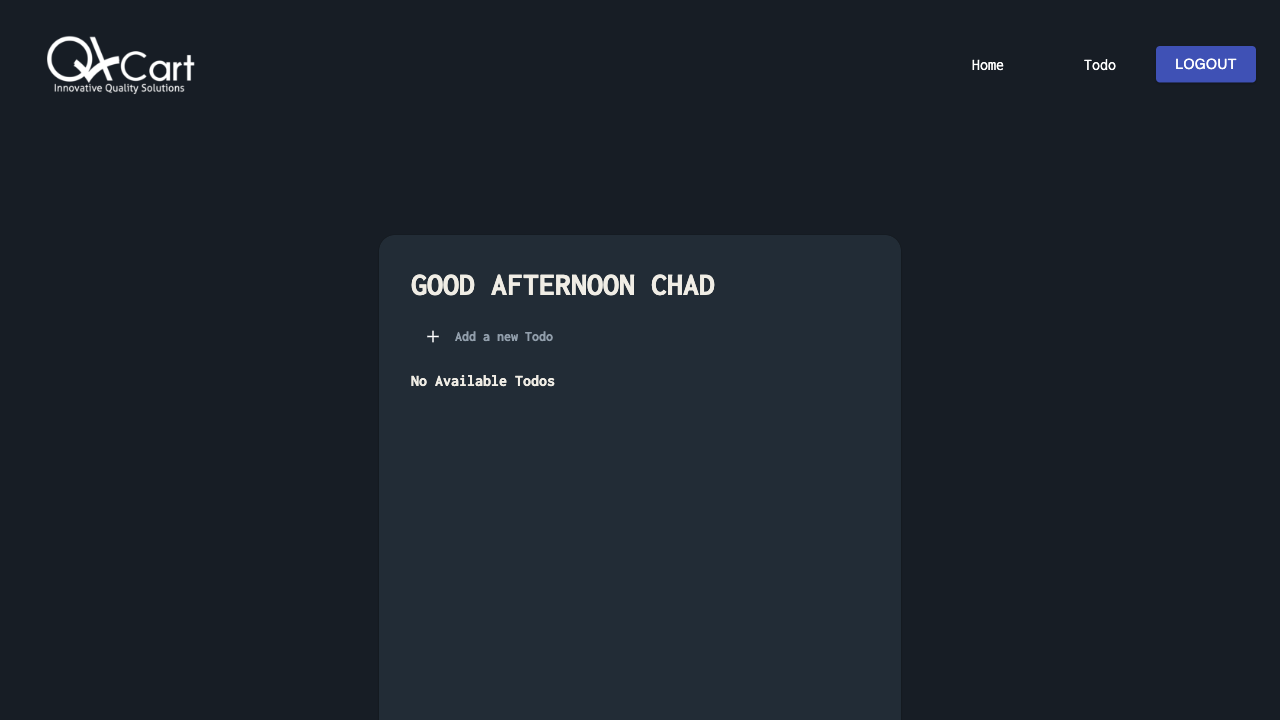 QACart
Innovative Quality Solutions
Home
Todo
LOGOUT
GOOD AFTERNOON CHAD
Add a new Todo
No Available Todos